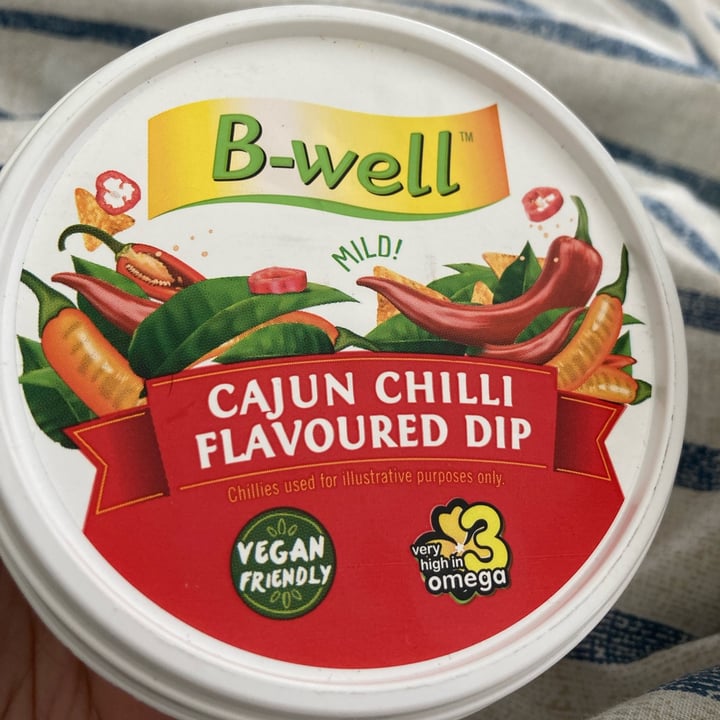 B-well™
MILD!
CAJUN CHILLI
FLAVOURED DIP
Chillies used for illustrative purposes only.
VEGAN
FRIENDLY
very
high in
omega
3